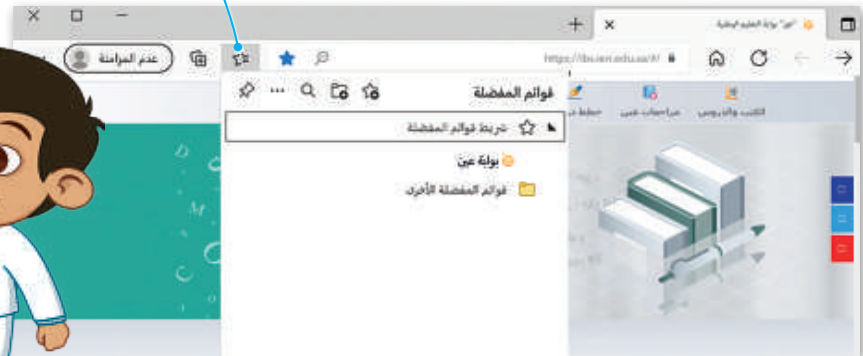 "عين" بوابة التعليم الوطنية
https://ibs.ien.edu.sa/#/
عدم المزامنة
قوائم المفضلة
شريط قوائم المفضلة
بوابة عين
قوائم المفضلة الأخرى
الكتب والدروس
مراجعات عين
خطط